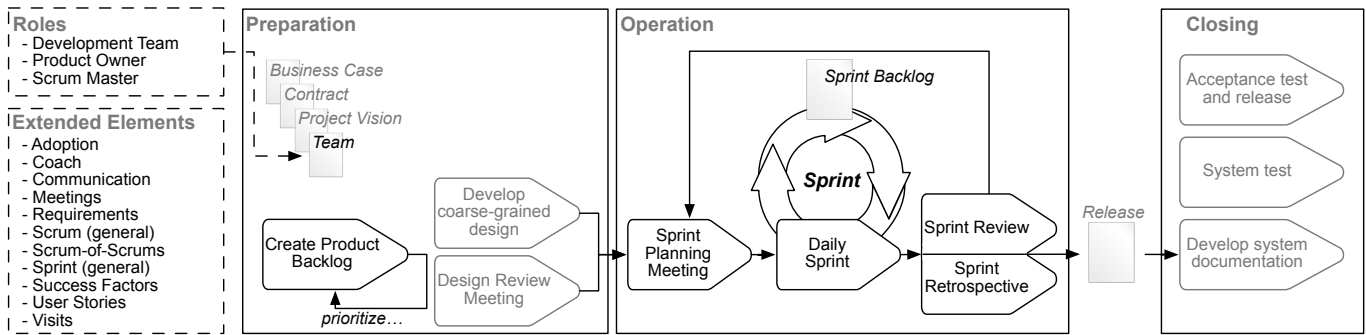 Roles
- Development Team
- Product Owner
- Scrum Master
Extended Elements
- Adoption
- Coach
- Communication
- Meetings
- Requirements
- Scrum (general)
- Scrum-of-Scrums
- Sprint (general)
- Success Factors
- User Stories
- Visits
Preparation
Business Case
Contract
Project Vision
Team
Develop
coarse-grained
design
Create Product
Backlog
Design Review
Meeting
prioritize…
Operation
Sprint Backlog
Sprint
Sprint
Planning
Meeting
Daily
Sprint
Sprint Review
Sprint
Retrospective
Release
Closing
Acceptance test
and release
System test
Develop system
documentation